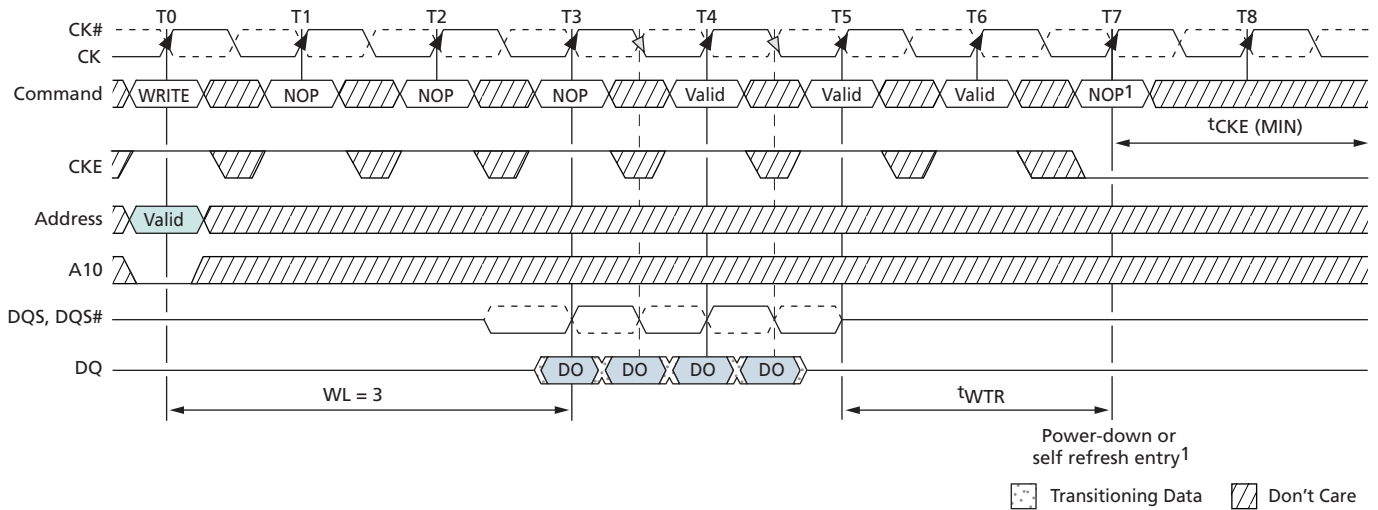 T0 T1 T2 T3 T4 T5 T6 T7 T8
CK#
CK
Command WRITE NOP NOP NOP Valid Valid Valid NOP1
tCKE (MIN)
CKE
Address Valid
A10
DQS, DQS#
DQ DO DO DO DO
WL = 3 tWTR
Power-down or
self refresh entry1
Transitioning Data Don't Care